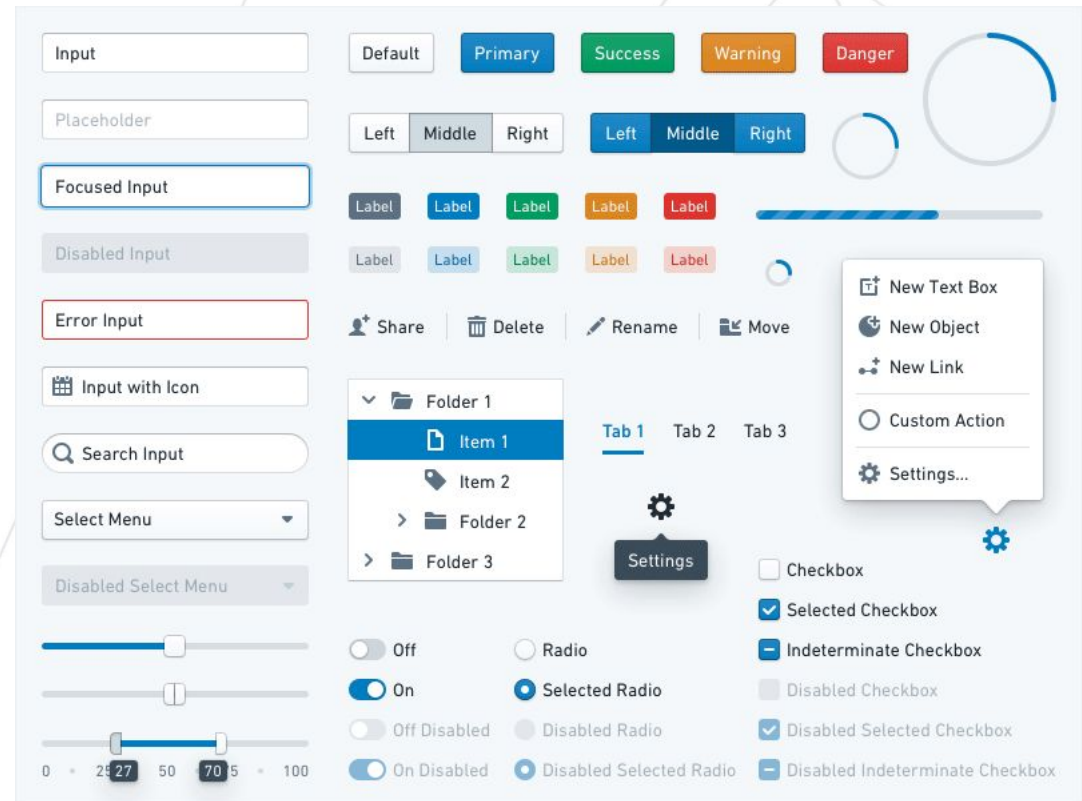 Input
Placeholder
Focused Input
Disabled Input
Error Input
Input with Icon
Search Input
Select Menu
Disabled Select Menu
0 25 27 50 70 75 100
Default Primary Success Warning Danger
Left Middle Right Left Middle Right
Label Label Label Label Label
Label Label Label Label Label
Share Delete Rename Move
Folder 1
Item 1
Item 2
Folder 2
Folder 3
Tab 1 Tab 2 Tab 3
Settings
New Text Box
New Object
New Link
Custom Action
Settings...
Off
On
Off Disabled
On Disabled
Radio
Selected Radio
Disabled Radio
Disabled Selected Radio
Checkbox
Selected Checkbox
Indeterminate Checkbox
Disabled Checkbox
Disabled Selected Checkbox
Disabled Indeterminate Checkbox